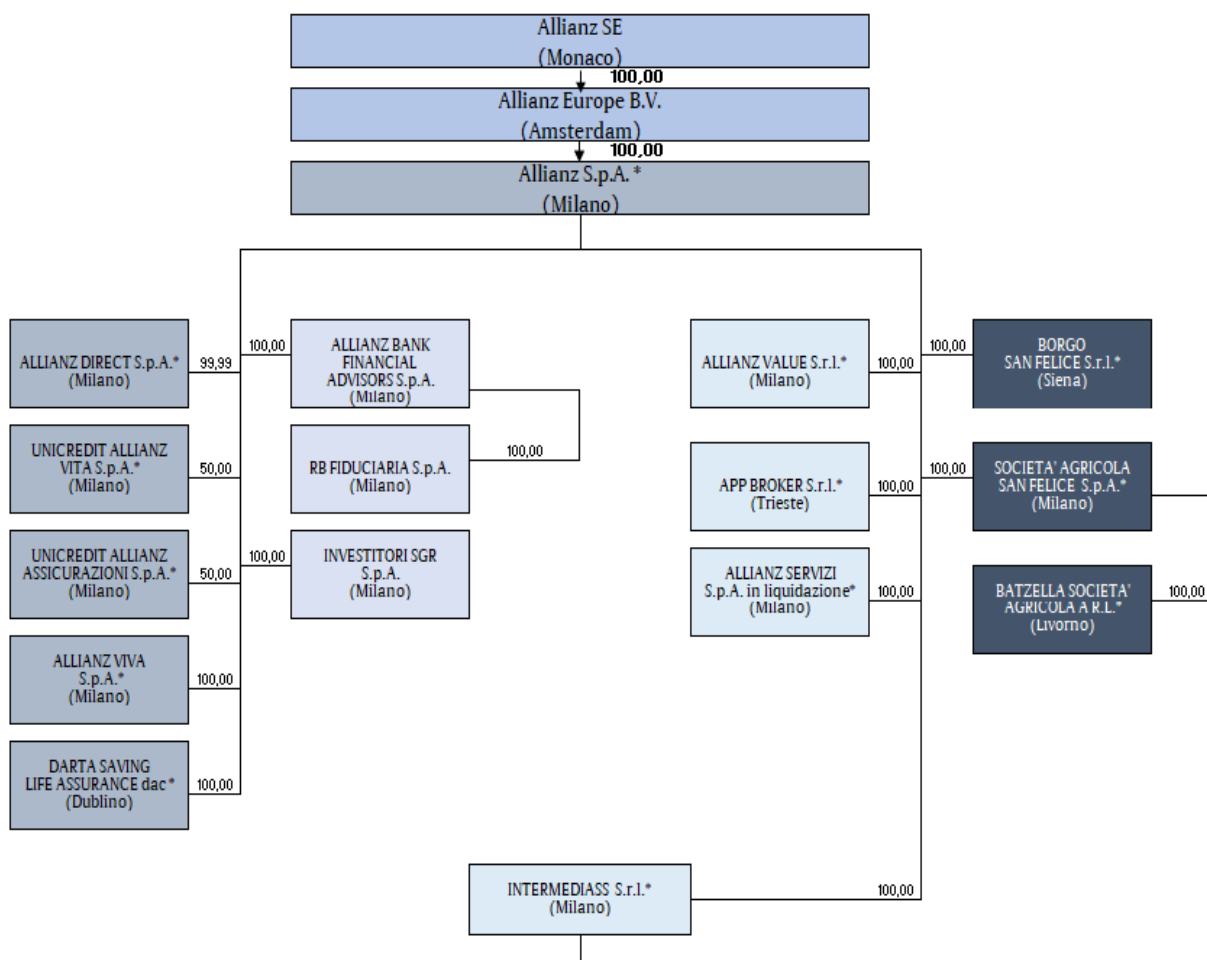 Allianz SE
(Monaco)
100,00
Allianz Europe B.V.
(Amsterdam)
100,00
Allianz S.p.A. *
(Milano)
ALLIANZ DIRECT S.p.A.*
(Milano)
99,99
100,00
ALLIANZ BANK
FINANCIAL
ADVISORS S.p.A.
(Milano)
ALLIANZ VALUE S.r.l.*
(Milano)
100,00
100,00
BORGO
SAN FELICE S.r.l.*
(Siena)
UNICREDIT ALLIANZ
VITA S.p.A.*
(Milano)
50,00
RB FIDUCIARIA S.p.A.
(Milano)
100,00
APP BROKER S.r.l.*
(Trieste)
100,00
100,00
SOCIETA' AGRICOLA
SAN FELICE S.p.A.*
(Milano)
UNICREDIT ALLIANZ
ASSICURAZIONI S.p.A.*
(Milano)
50,00
100,00
INVESTITORI SGR
S.p.A.
(Milano)
ALLIANZ SERVIZI
S.p.A. in liquidazione*
(Milano)
100,00
BATZELLA SOCIETA'
AGRICOLA A R.L.*
(Livorno)
100,00
ALLIANZ VIVA
S.p.A.*
(Milano)
100,00
DARTA SAVING
LIFE ASSURANCE dac*
(Dublino)
100,00
INTERMEDIASS S.r.l.*
(Milano)
100,00